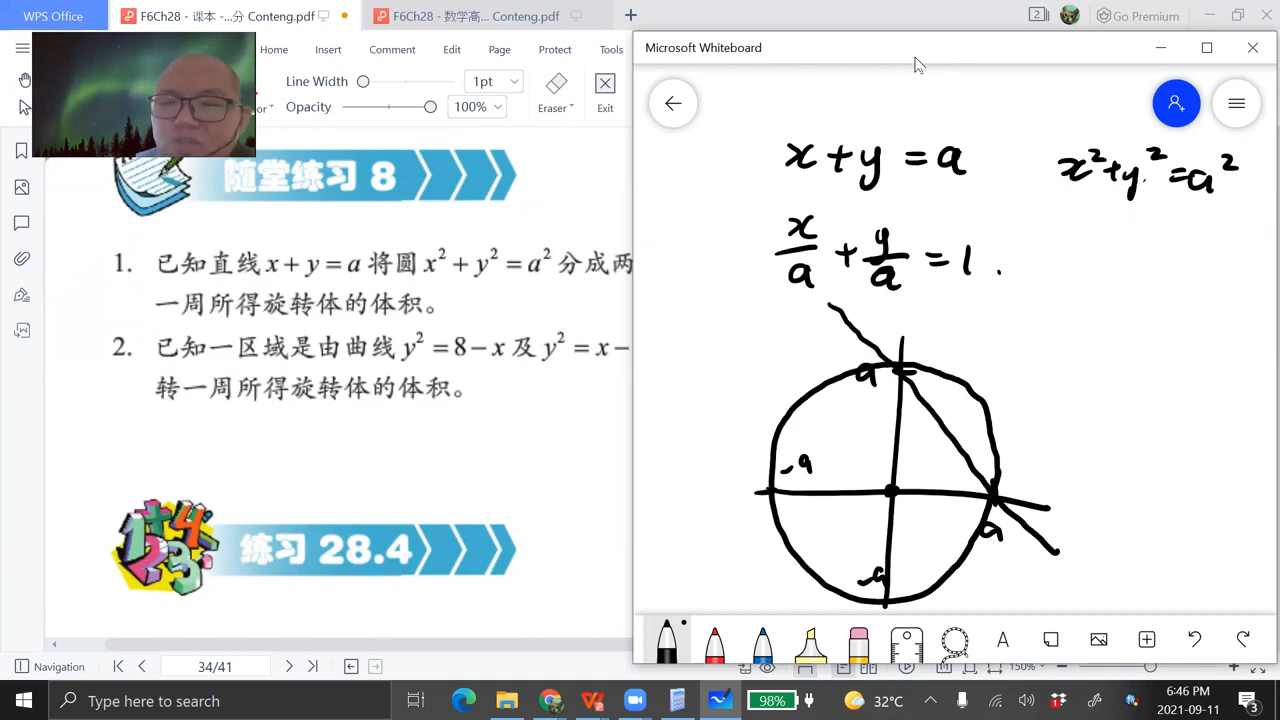 WPS Office
F6Ch28 - 课本 -...分 Conteng.pdf
F6Ch28 - 数学高... Conteng.pdf
Go Premium
Home Insert Comment Edit Page Protect Tools
Line Width 1pt
Opacity 100%
Eraser
Exit
随堂练习 8
1. 已知直线 x + y = a 将圆 x² + y² = a² 分成两
一周所得旋转体的体积。
2. 已知一区域是由曲线 y² = 8 − x 及 y² = x −
转一周所得旋转体的体积。
1+4
23
练习 28.4
Microsoft Whiteboard
x + y = a
x² + y² = a²
x/a + y/a = 1 .
a
-a
a
-a
A
Navigation
34/41
150%
Type here to search
98%
32°C
6:46 PM
2021-09-11
3